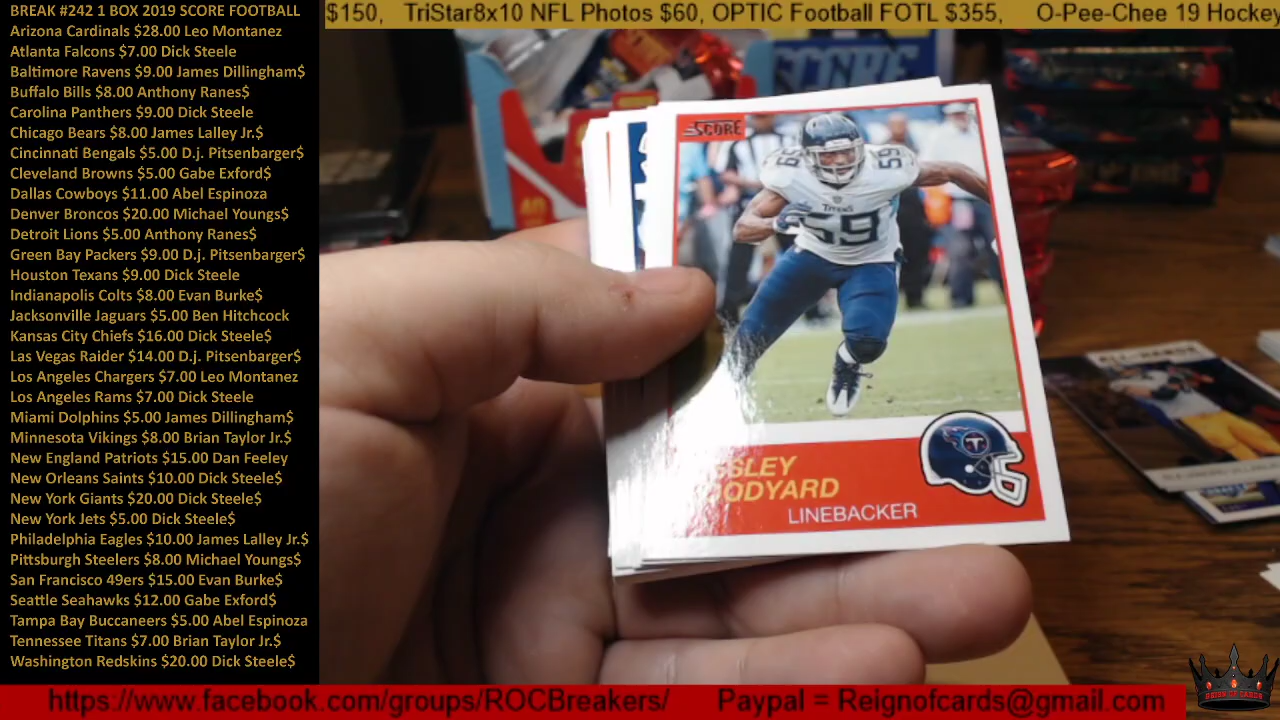 BREAK #242 1 BOX 2019 SCORE FOOTBALL
Arizona Cardinals $28.00 Leo Montanez
Atlanta Falcons $7.00 Dick Steele
Baltimore Ravens $9.00 James Dillingham$
Buffalo Bills $8.00 Anthony Ranes$
Carolina Panthers $9.00 Dick Steele
Chicago Bears $8.00 James Lalley Jr.$
Cincinnati Bengals $5.00 D.j. Pitsenbarger$
Cleveland Browns $5.00 Gabe Exford$
Dallas Cowboys $11.00 Abel Espinoza
Denver Broncos $20.00 Michael Youngs$
Detroit Lions $5.00 Anthony Ranes$
Green Bay Packers $9.00 D.j. Pitsenbarger$
Houston Texans $9.00 Dick Steele
Indianapolis Colts $8.00 Evan Burke$
Jacksonville Jaguars $5.00 Ben Hitchcock
Kansas City Chiefs $16.00 Dick Steele$
Las Vegas Raider $14.00 D.j. Pitsenbarger$
Los Angeles Chargers $7.00 Leo Montanez
Los Angeles Rams $7.00 Dick Steele
Miami Dolphins $5.00 James Dillingham$
Minnesota Vikings $8.00 Brian Taylor Jr.$
New England Patriots $15.00 Dan Feeley
New Orleans Saints $10.00 Dick Steele$
New York Giants $20.00 Dick Steele$
New York Jets $5.00 Dick Steele$
Philadelphia Eagles $10.00 James Lalley Jr.$
Pittsburgh Steelers $8.00 Michael Youngs$
San Francisco 49ers $15.00 Evan Burke$
Seattle Seahawks $12.00 Gabe Exford$
Tampa Bay Buccaneers $5.00 Abel Espinoza
Tennessee Titans $7.00 Brian Taylor Jr.$
Washington Redskins $20.00 Dick Steele$
$150, TriStar8x10 NFL Photos $60, OPTIC Football FOTL $355, O-Pee-Chee 19 Hockey
SCORE
SCORE
59
59
TITANS
59
SLEY
ODYARD
LINEBACKER
T
https://www.facebook.com/groups/ROCBreakers/ Paypal = Reignofcards@gmail.com
REIGN OF CARDS